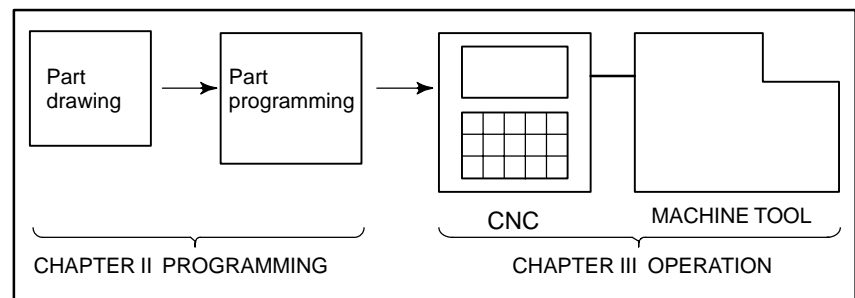 Part
drawing
Part
programming
CNC
MACHINE TOOL
CHAPTER II PROGRAMMING
CHAPTER III OPERATION